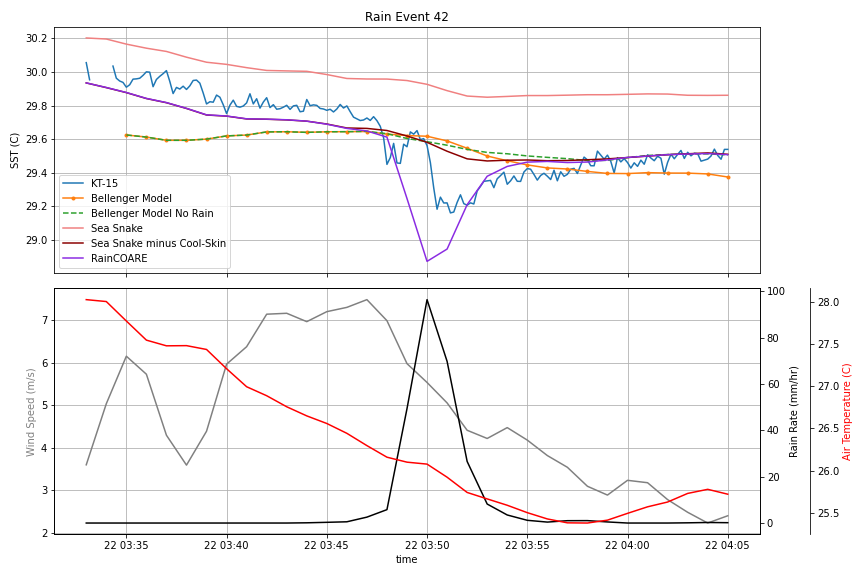 Rain Event 42
30.2
30.0
29.8
29.6
29.4
29.2
29.0
SST (C)
KT-15
Bellenger Model
Bellenger Model No Rain
Sea Snake
Sea Snake minus Cool-Skin
RainCOARE
7
6
5
4
3
2
Wind Speed (m/s)
100
80
60
40
20
0
Rain Rate (mm/hr)
28.0
27.5
27.0
26.5
26.0
25.5
Air Temperature (C)
22 03:35
22 03:40
22 03:45
22 03:50
22 03:55
22 04:00
22 04:05
time